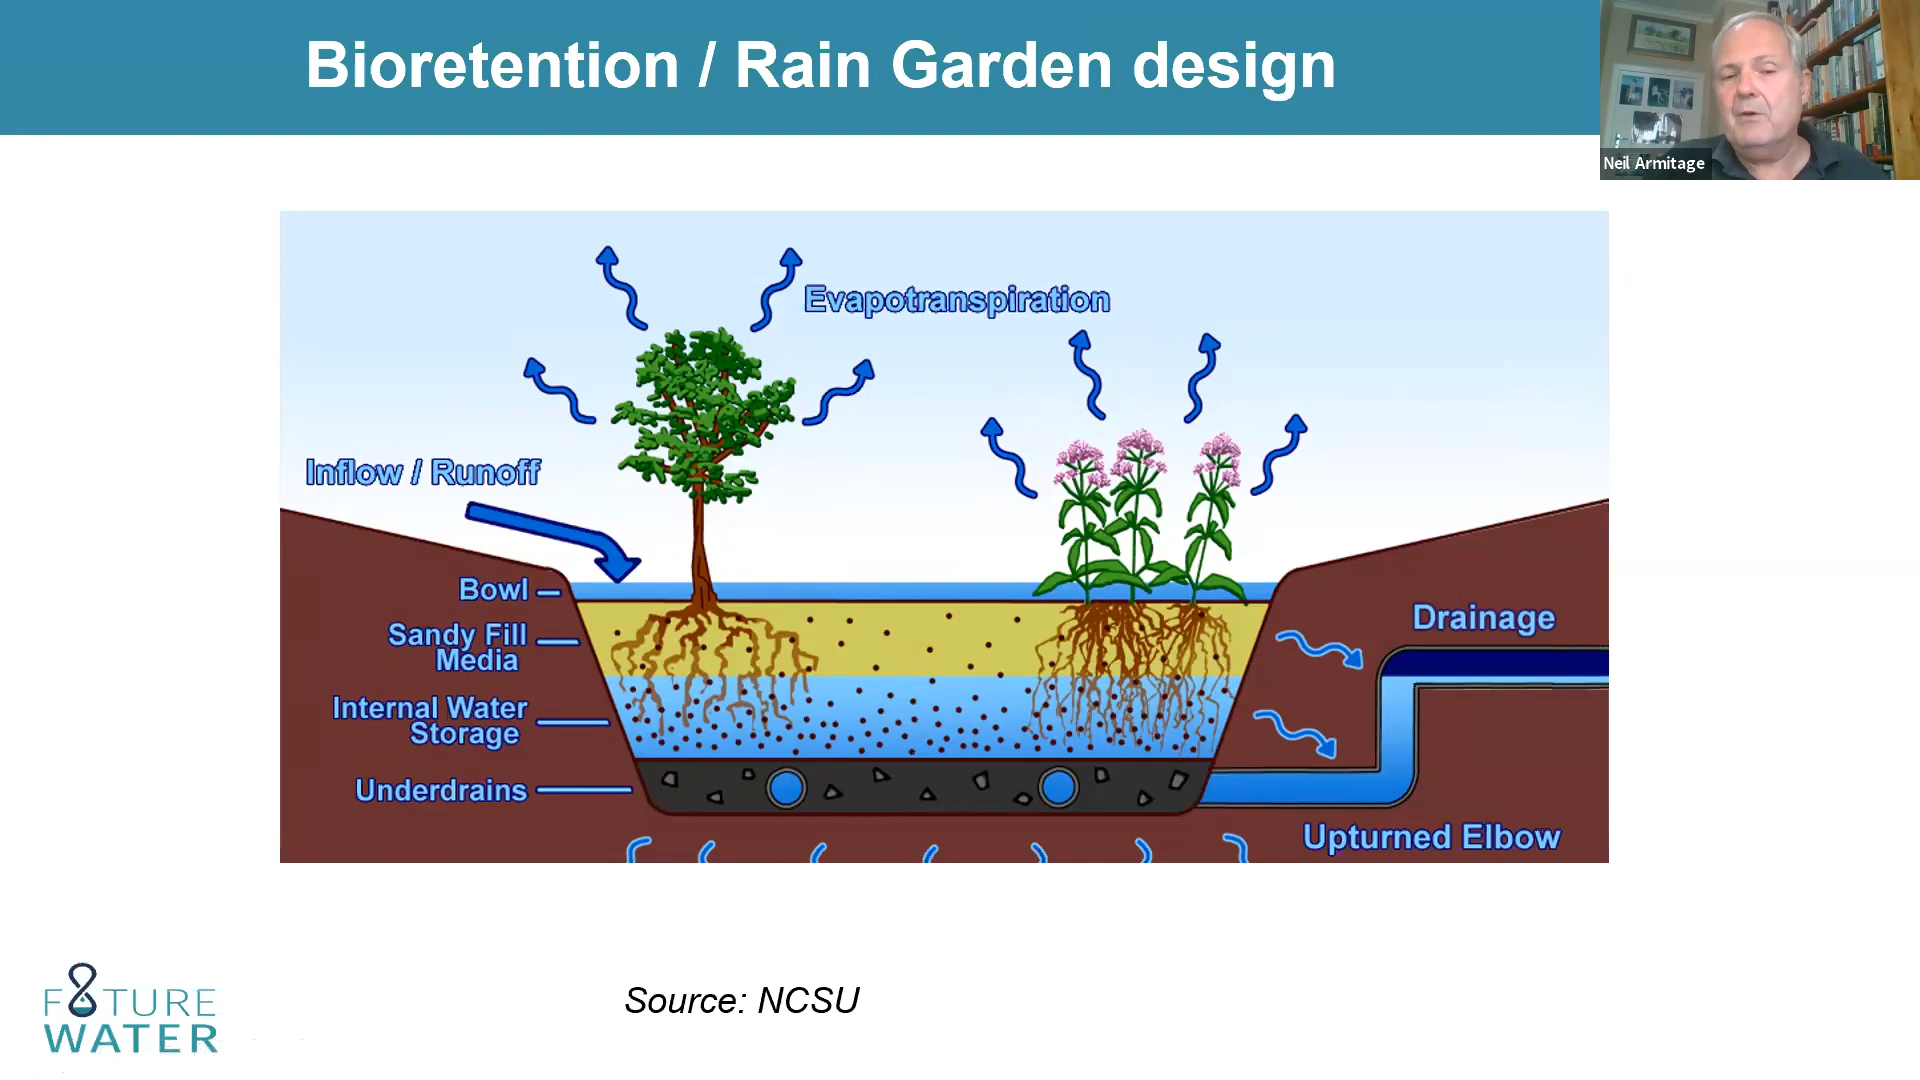 Bioretention / Rain Garden design
Neil Armitage
Evapotranspiration
Inflow / Runoff
Bowl
Sandy Fill
Media
Internal Water
Storage
Underdrains
Drainage
Upturned Elbow
Source: NCSU
FUTURE
WATER